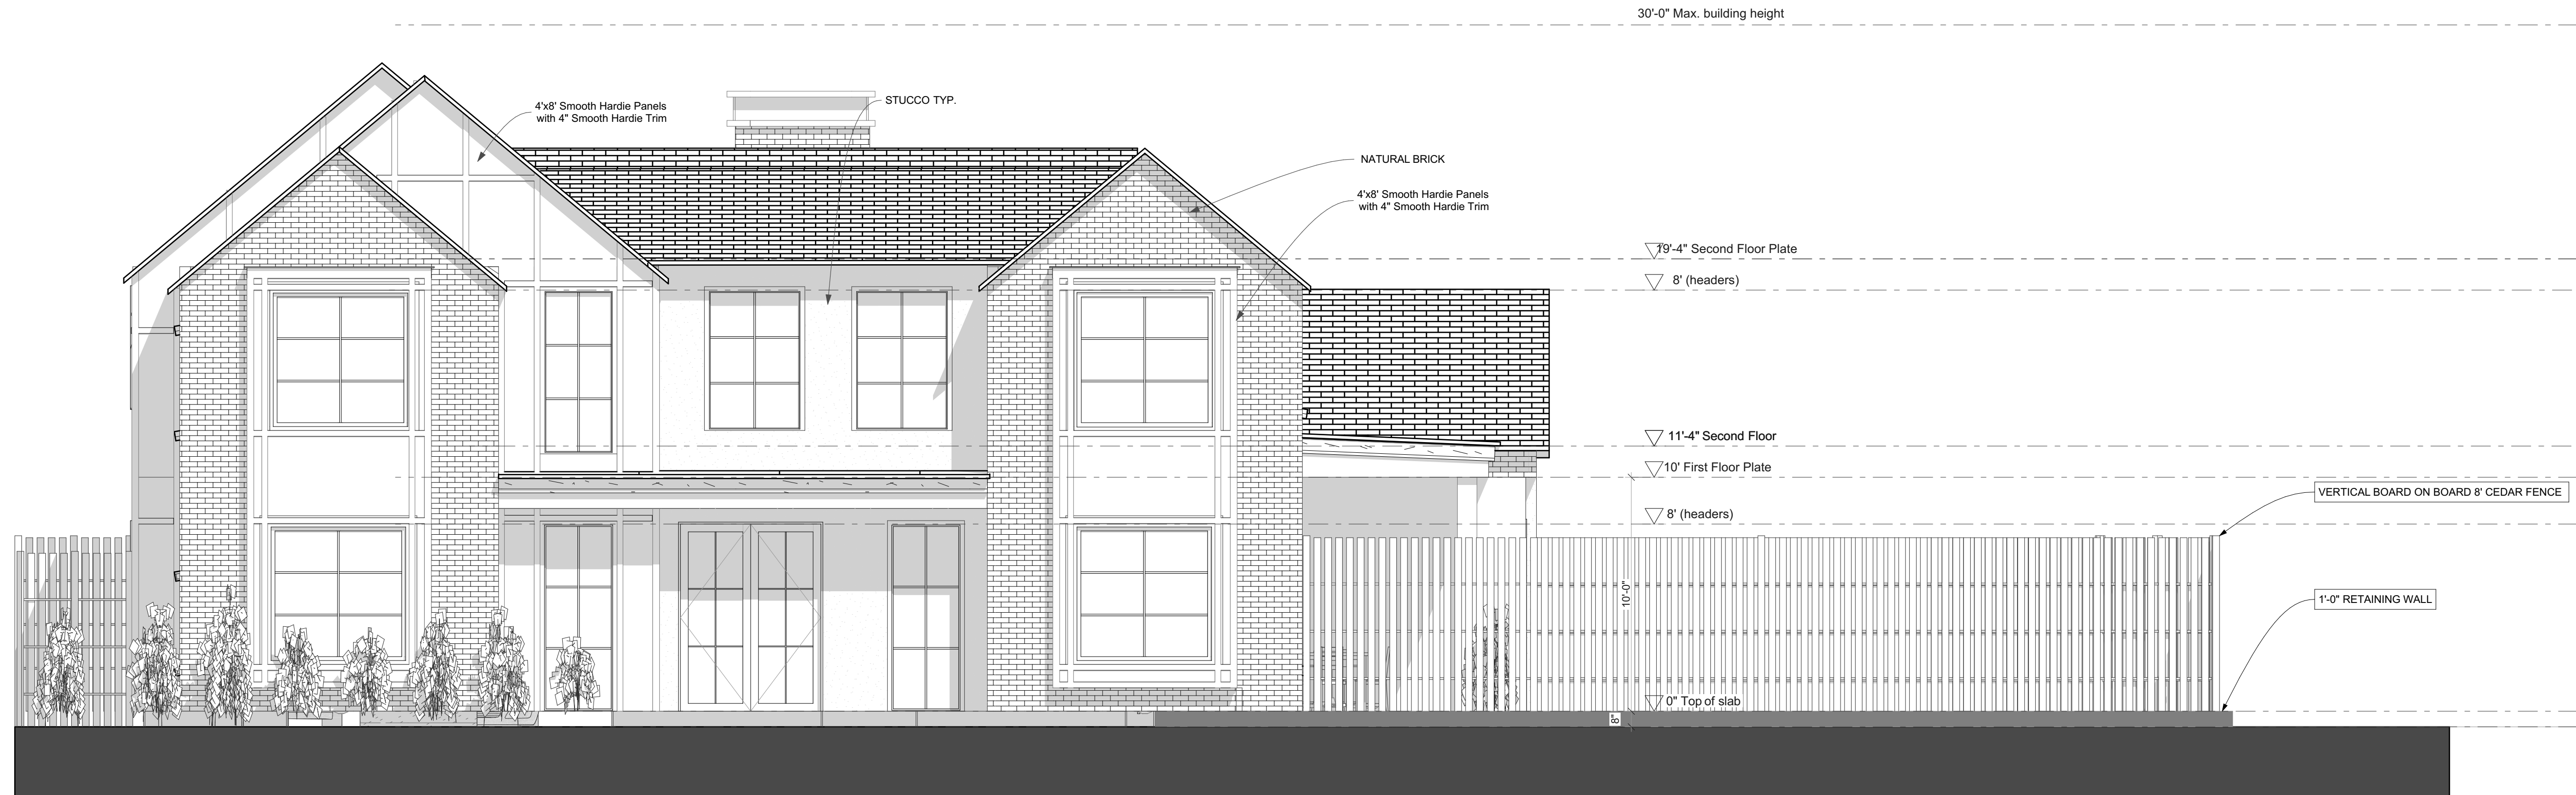 30'-0" Max. building height
4'x8' Smooth Hardie Panels
with 4" Smooth Hardie Trim
STUCCO TYP.
NATURAL BRICK
4'x8' Smooth Hardie Panels
with 4" Smooth Hardie Trim
19'-4" Second Floor Plate
8' (headers)
11'-4" Second Floor
10' First Floor Plate
VERTICAL BOARD ON BOARD 8' CEDAR FENCE
8' (headers)
10'-0"
1'-0" RETAINING WALL
0" Top of slab
8"